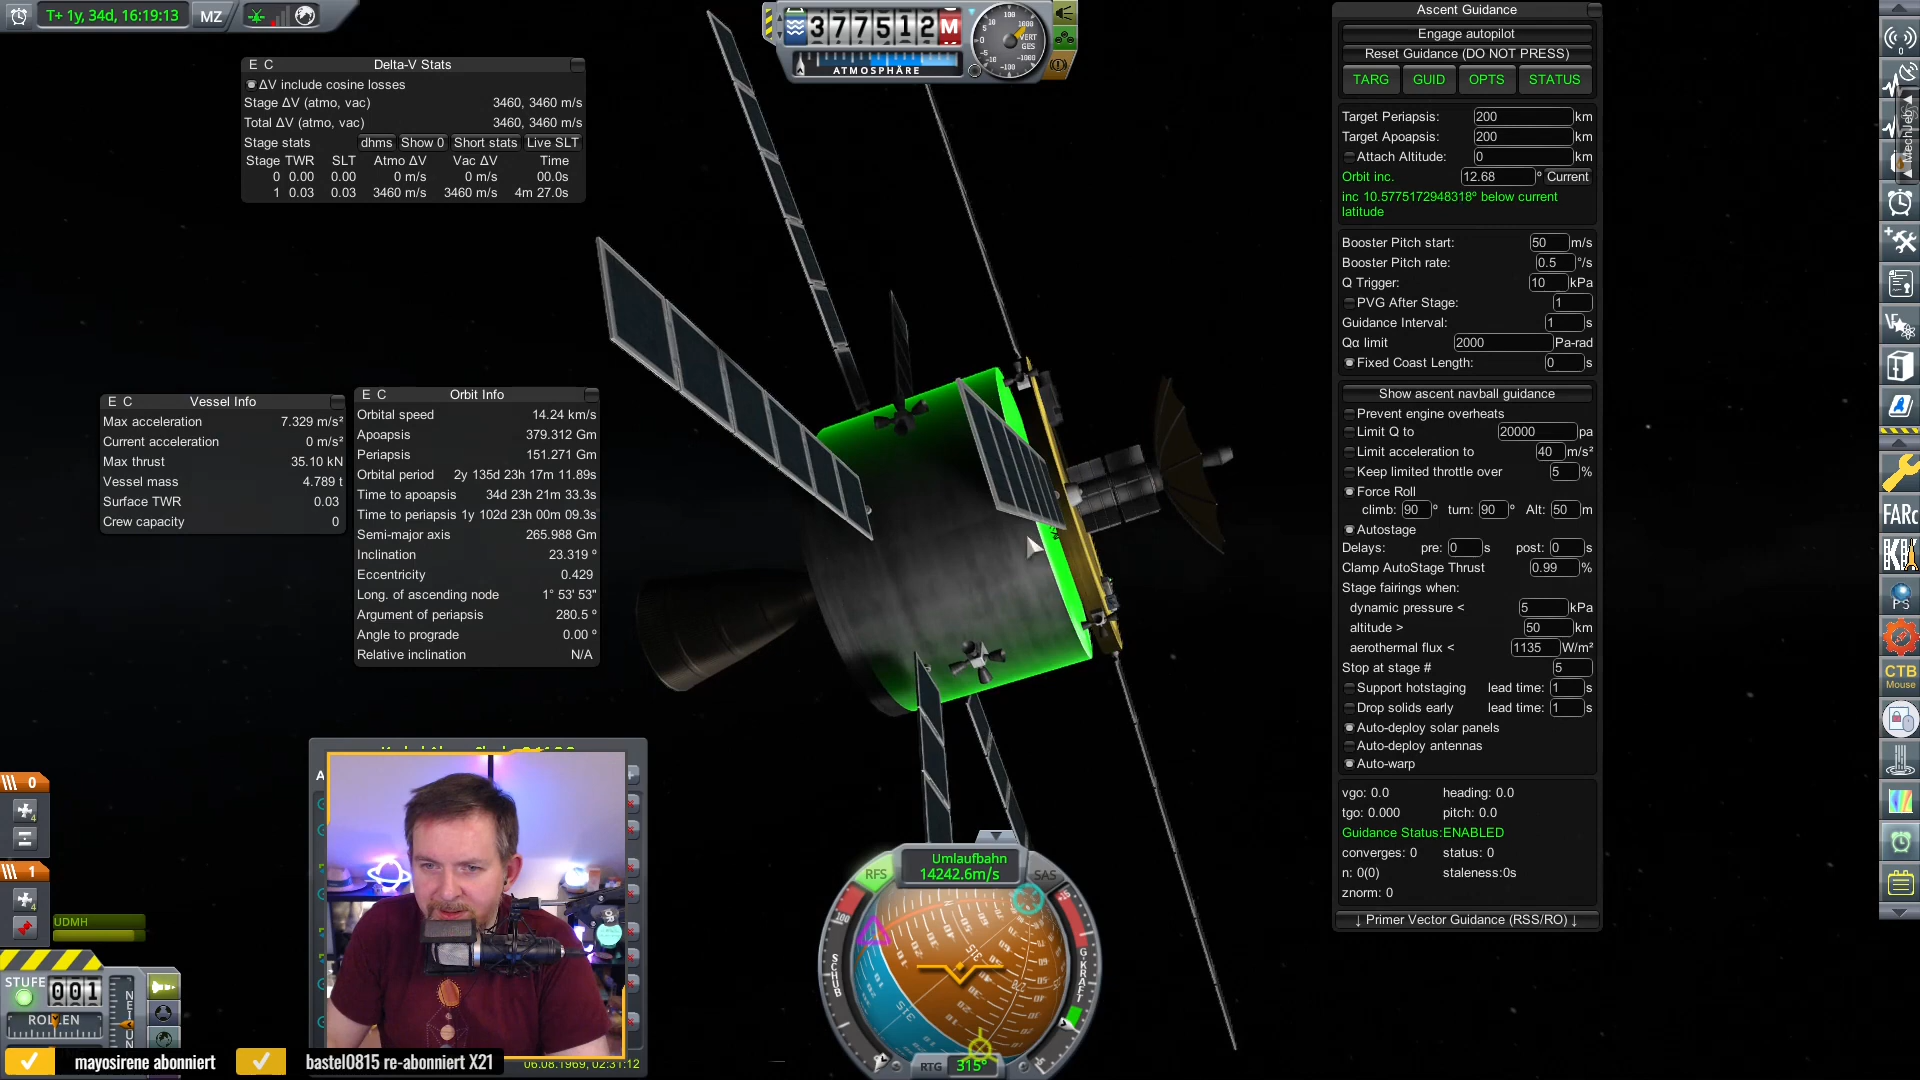 T+ 1y, 34d, 16:19:13
MZ
377512 M
ATMOSPHÄRE
VERT
GES
E C Delta-V Stats
ΔV include cosine losses
Stage ΔV (atmo, vac) 3460, 3460 m/s
Total ΔV (atmo, vac) 3460, 3460 m/s
Stage stats dhms Show 0 Short stats Live SLT
Stage TWR SLT Atmo ΔV Vac ΔV Time
0 0.00 0.00 0 m/s 0 m/s 00.0s
1 0.03 0.03 3460 m/s 3460 m/s 4m 27.0s
E C Vessel Info
Max acceleration 7.329 m/s²
Current acceleration 0 m/s²
Max thrust 35.10 kN
Vessel mass 4.789 t
Surface TWR 0.03
Crew capacity 0
E C Orbit Info
Orbital speed 14.24 km/s
Apoapsis 379.312 Gm
Periapsis 151.271 Gm
Orbital period 2y 135d 23h 17m 11.89s
Time to apoapsis 34d 23h 21m 33.3s
Time to periapsis 1y 102d 23h 00m 09.3s
Semi-major axis 265.988 Gm
Inclination 23.319 º
Eccentricity 0.429
Long. of ascending node 1° 53' 53"
Argument of periapsis 280.5 º
Angle to prograde 0.00 º
Relative inclination N/A
Ascent Guidance
Engage autopilot
Reset Guidance (DO NOT PRESS)
TARG GUID OPTS STATUS
Target Periapsis: 200 km
Target Apoapsis: 200 km
Attach Altitude: 0 km
Orbit inc. 12.68 º Current
inc 10.5775172948318º below current
latitude
Booster Pitch start: 50 m/s
Booster Pitch rate: 0.5 °/s
Q Trigger: 10 kPa
PVG After Stage: 1
Guidance Interval: 1 s
Qα limit 2000 Pa-rad
Fixed Coast Length: 0 s
Show ascent navball guidance
Prevent engine overheats
Limit Q to 20000 pa
Limit acceleration to 40 m/s²
Keep limited throttle over 5 %
Force Roll
climb: 90 º turn: 90 º Alt: 50 m
Autostage
Delays: pre: 0 s post: 0 s
Clamp AutoStage Thrust 0.99 %
Stage fairings when:
dynamic pressure < 5 kPa
altitude > 50 km
aerothermal flux < 1135 W/m²
Stop at stage # 5
Support hotstaging lead time: 1 s
Drop solids early lead time: 1 s
Auto-deploy solar panels
Auto-deploy antennas
Auto-warp
vgo: 0.0 heading: 0.0
tgo: 0.000 pitch: 0.0
Guidance Status:ENABLED
converges: 0 status: 0
n: 0(0) staleness:0s
znorm: 0
↓ Primer Vector Guidance (RSS/RO) ↓
MechJeb
FARc
PS
CTB
Mouse
0
1
UDMH
STUFE 001
ROLLEN
Umlaufbahn
14242.6m/s
RFS
SAS
SCHUB
G-KRAFT
RTG 315°
mayosirene abonniert
bastel0815 re-abonniert X21
06.08.1969, 02:31:12